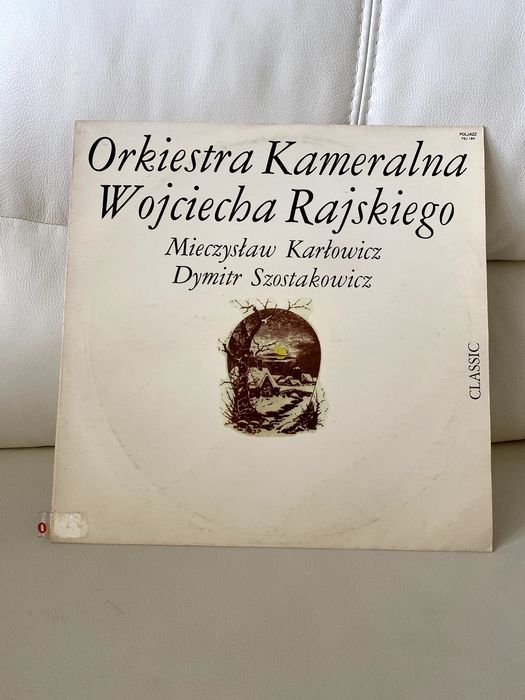 POLJAZZ
Orkiestra Kameralna
Wojciecha Rajskiego
Mieczysław Karłowicz
Dymitr Szostakowicz
CLASSIC